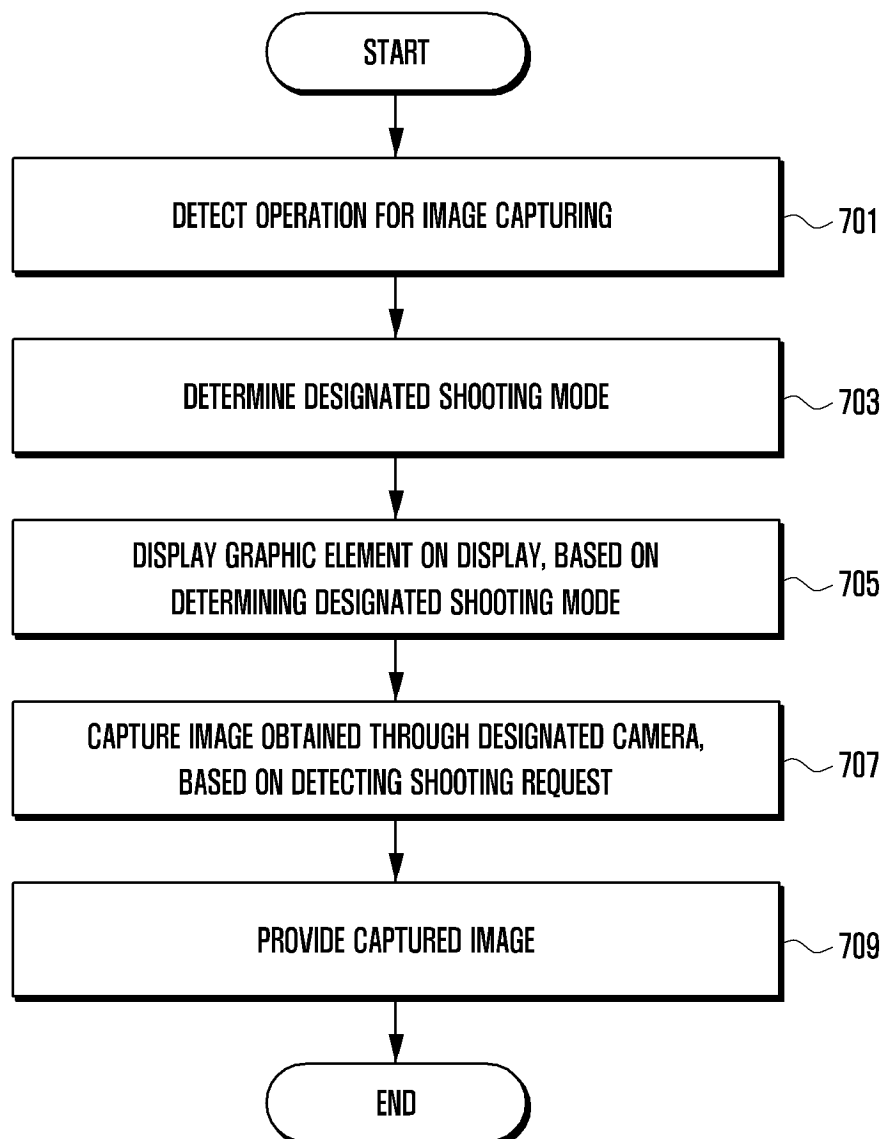 START
DETECT OPERATION FOR IMAGE CAPTURING
701
DETERMINE DESIGNATED SHOOTING MODE
703
DISPLAY GRAPHIC ELEMENT ON DISPLAY, BASED ON
DETERMINING DESIGNATED SHOOTING MODE
705
CAPTURE IMAGE OBTAINED THROUGH DESIGNATED CAMERA,
BASED ON DETECTING SHOOTING REQUEST
707
PROVIDE CAPTURED IMAGE
709
END